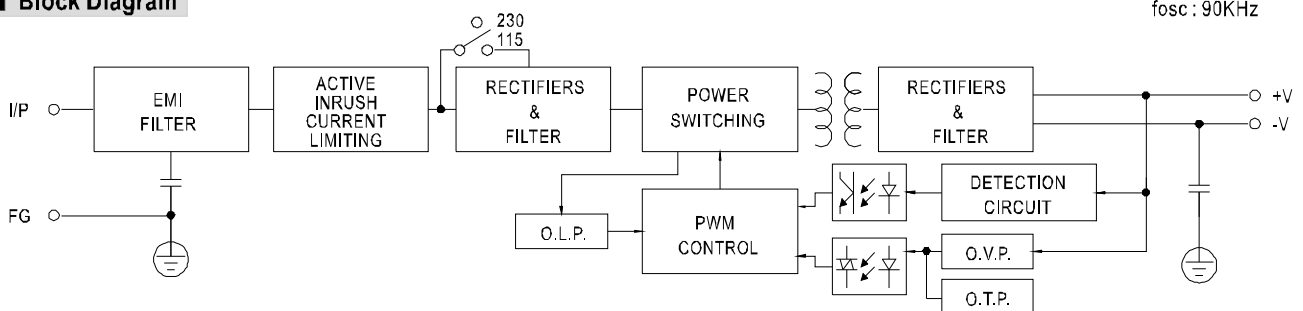 Block Diagram
fosc : 90KHz
230
115
I/P
EMI
FILTER
ACTIVE
INRUSH
CURRENT
LIMITING
RECTIFIERS
&
FILTER
POWER
SWITCHING
RECTIFIERS
&
FILTER
+V
-V
FG
O.L.P.
PWM
CONTROL
DETECTION
CIRCUIT
O.V.P.
O.T.P.